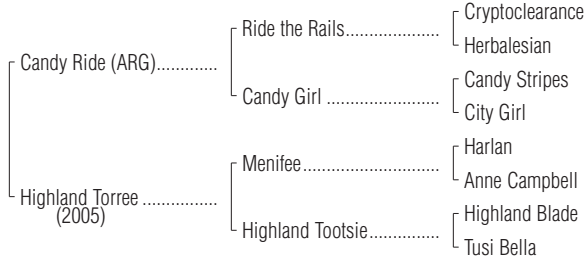 Cryptoclearance
Ride the Rails.....................
Herbalesian
Candy Ride (ARG).............
Candy Stripes
Candy Girl .........................
City Girl
Harlan
Menifee..............................
Anne Campbell
Highland Torree ................
(2005)
Highland Blade
Highland Tootsie................
Tusi Bella